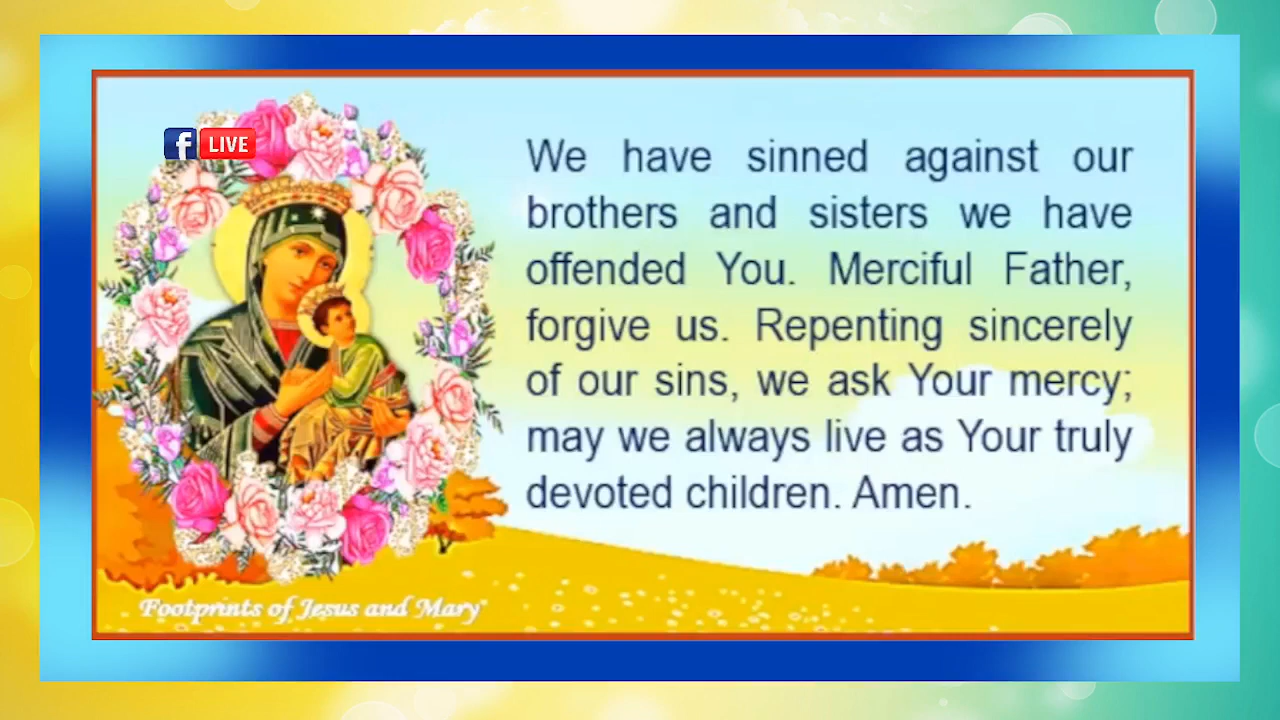 f LIVE
We have sinned against our
brothers and sisters we have
offended You. Merciful Father,
forgive us. Repenting sincerely
of our sins, we ask Your mercy;
may we always live as Your truly
devoted children. Amen.
Footprints of Jesus and Mary